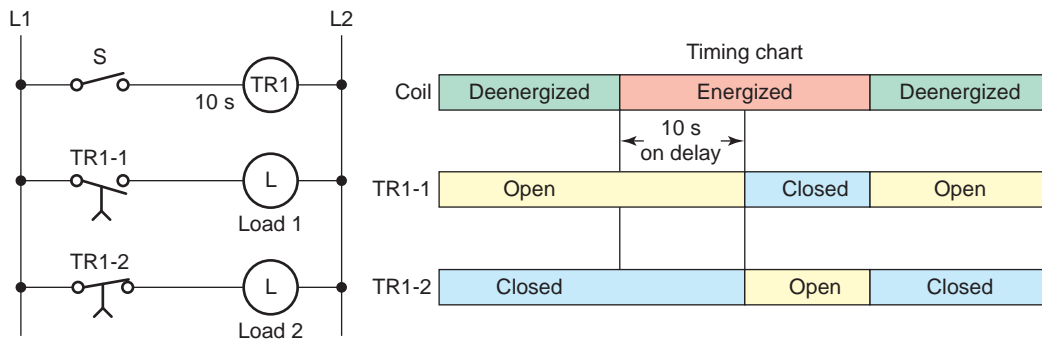 L1
L2
S
TR1
10 s
TR1-1
L
Load 1
TR1-2
L
Load 2
Timing chart
Coil
Deenergized
Energized
Deenergized
10 s
on delay
TR1-1
Open
Closed
Open
TR1-2
Closed
Open
Closed